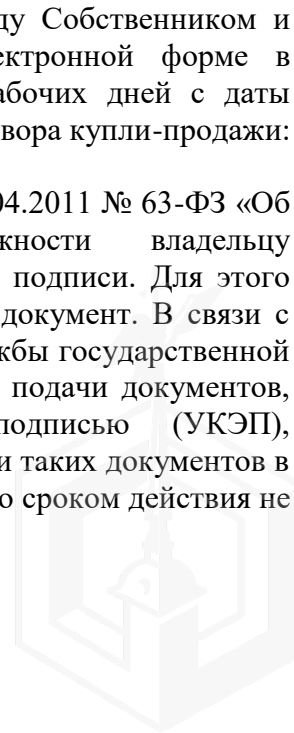 ду Собственником и
ектронной форме в
абочих дней с даты
вора купли-продажи:
04.2011 № 63-ФЗ «Об
жности владельцу
подписи. Для этого
документ. В связи с
жбы государственной
подачи документов,
подписью (УКЭП),
и таких документов в
о сроком действия не